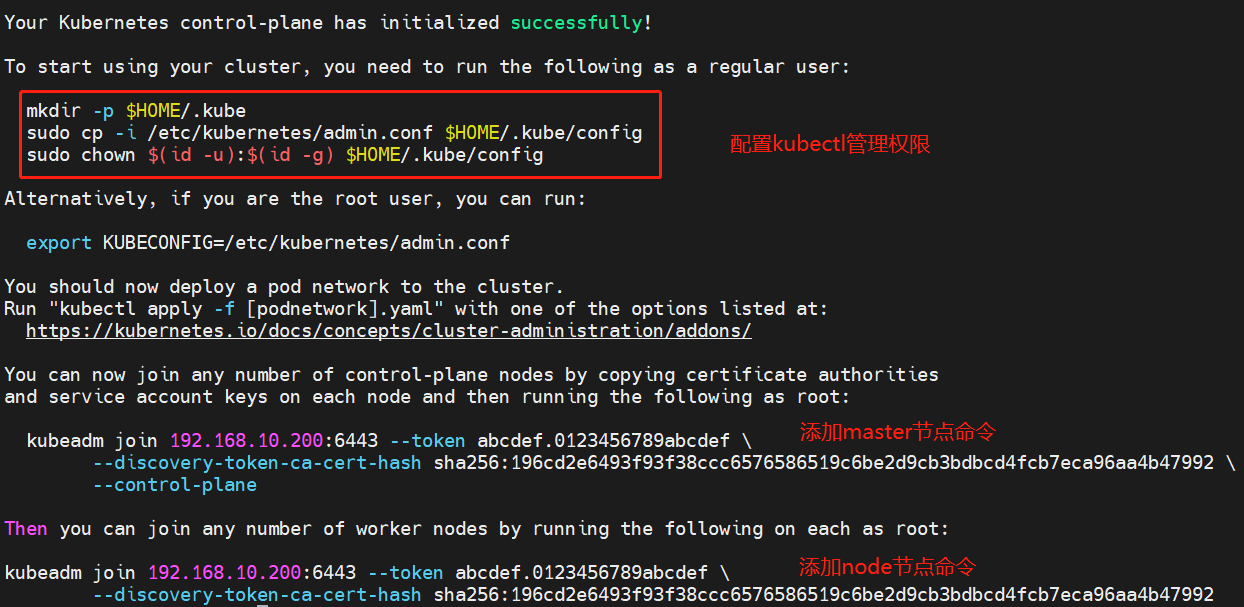 Your Kubernetes control-plane has initialized successfully!
To start using your cluster, you need to run the following as a regular user:
mkdir -p $HOME/.kube
sudo cp -i /etc/kubernetes/admin.conf $HOME/.kube/config
sudo chown $(id -u):$(id -g) $HOME/.kube/config
配置kubectl管理权限
Alternatively, if you are the root user, you can run:
export KUBECONFIG=/etc/kubernetes/admin.conf
You should now deploy a pod network to the cluster.
Run "kubectl apply -f [podnetwork].yaml" with one of the options listed at:
https://kubernetes.io/docs/concepts/cluster-administration/addons/
You can now join any number of control-plane nodes by copying certificate authorities
and service account keys on each node and then running the following as root:
kubeadm join 192.168.10.200:6443 --token abcdef.0123456789abcdef \
添加master节点命令
--discovery-token-ca-cert-hash sha256:196cd2e6493f93f38ccc6576586519c6be2d9cb3bdbcd4fcb7eca96aa4b47992 \
--control-plane
Then you can join any number of worker nodes by running the following on each as root:
kubeadm join 192.168.10.200:6443 --token abcdef.0123456789abcdef \
添加node节点命令
--discovery-token-ca-cert-hash sha256:196cd2e6493f93f38ccc6576586519c6be2d9cb3bdbcd4fcb7eca96aa4b47992